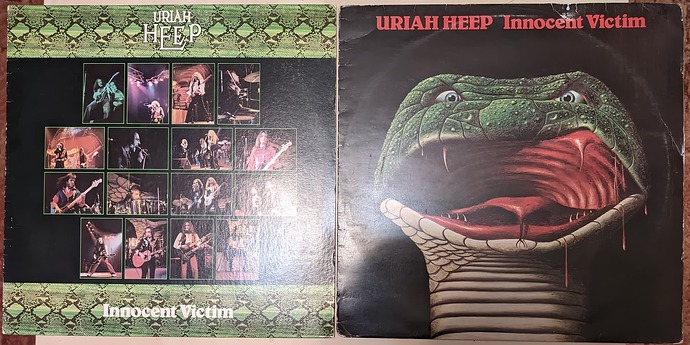 URIAH
HEEP
Innocent Victim
URIAH HEEP Innocent Victim